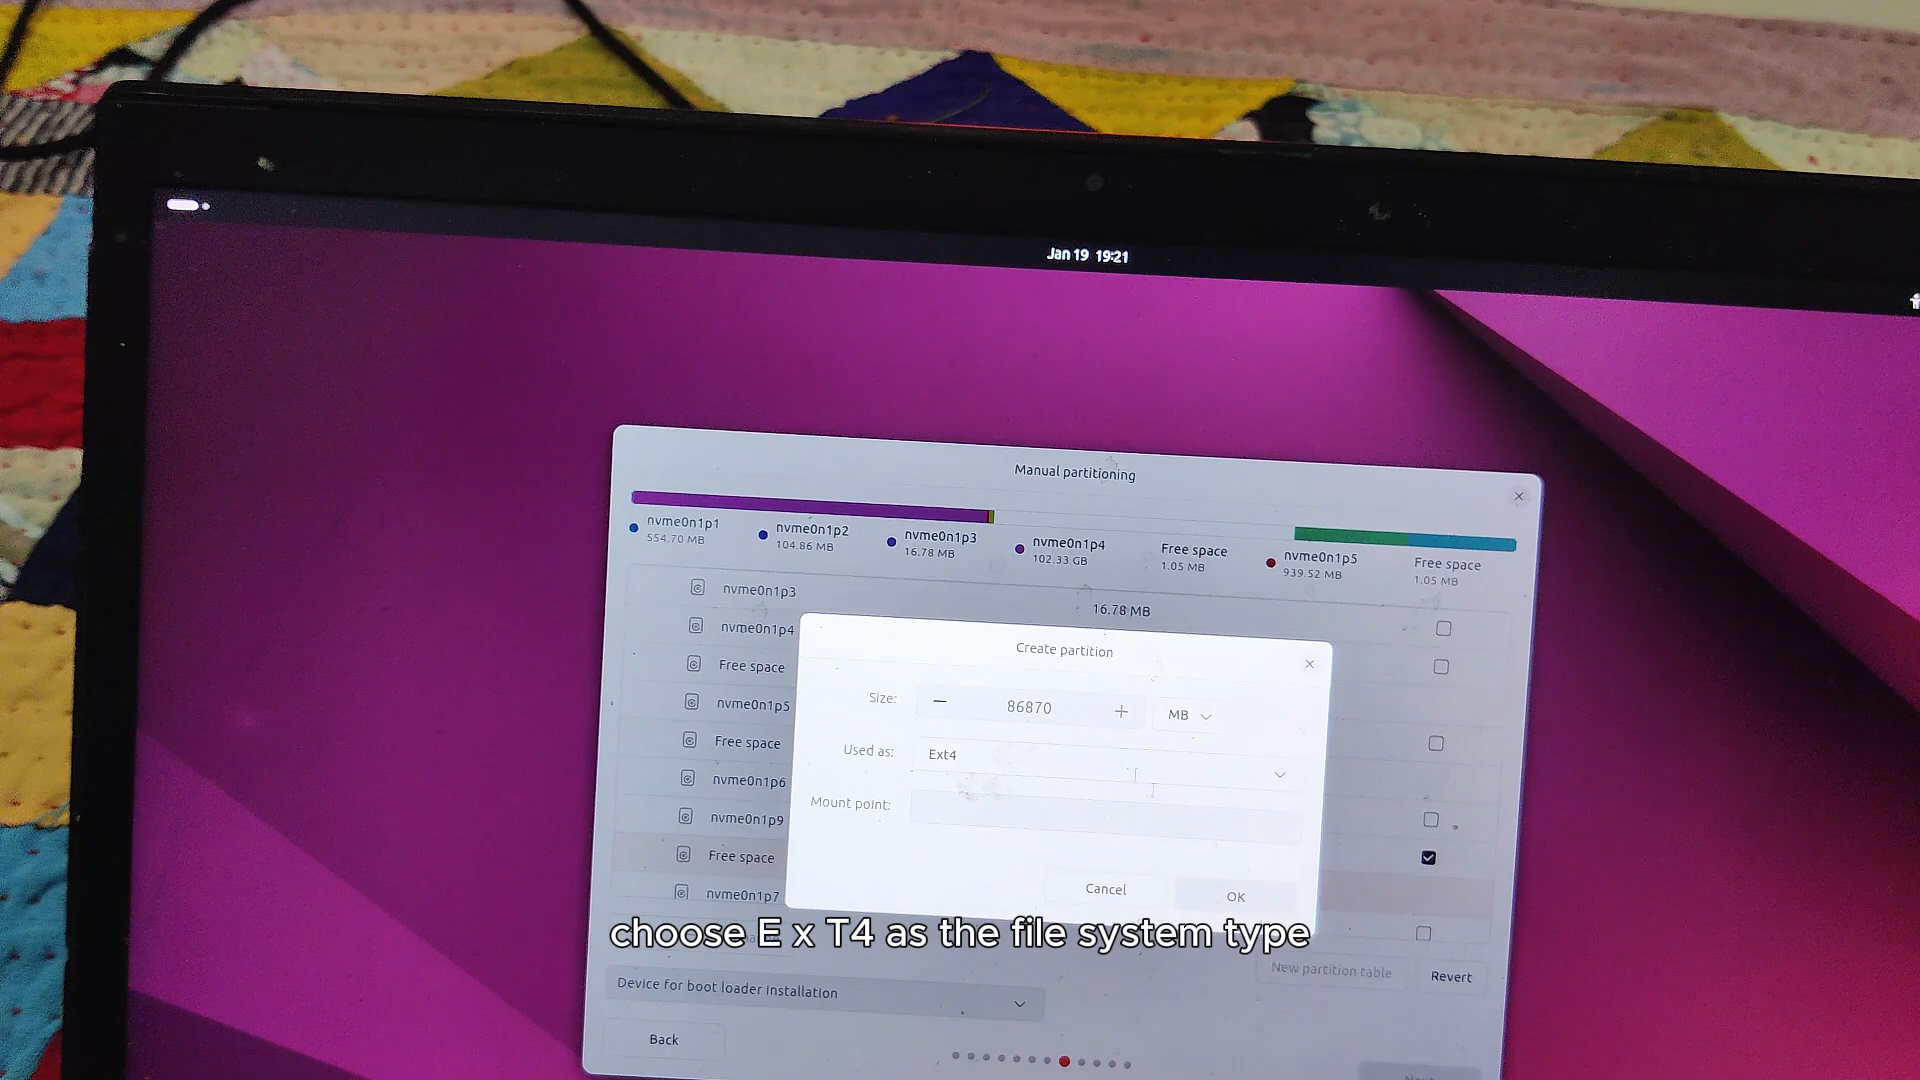 Jan 19 19:21
Manual partitioning
nvme0n1p1
554.70 MB
nvme0n1p2
104.86 MB
nvme0n1p3
16.78 MB
nvme0n1p4
102.33 GB
Free space
1.05 MB
nvme0n1p5
939.52 MB
Free space
1.05 MB
nvme0n1p3
16.78 MB
nvme0n1p4
Free space
nvme0n1p5
Free space
nvme0n1p6
nvme0n1p9
Free space
nvme0n1p7
Create partition
Size:
86870
MB
Used as:
Ext4
Mount point:
Cancel
OK
choose E x T4 as the file system type
New partition table
Revert
Device for boot loader installation
Back